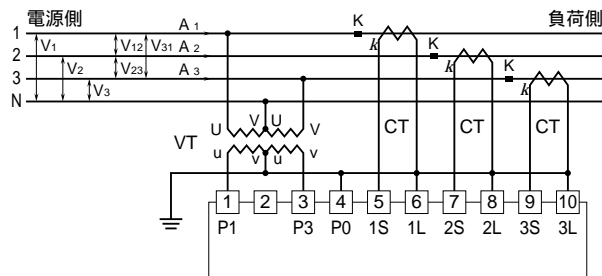 電源側 負荷側
1 A1 K
V1 V12 V31 k
2 A2 K
V2 V23 k
3 A3 K
V3 k
N
U V U V CT CT CT
VT
u v u v
1 2 3 4 5 6 7 8 9 10
P1 P3 P0 1S 1L 2S 2L 3S 3L